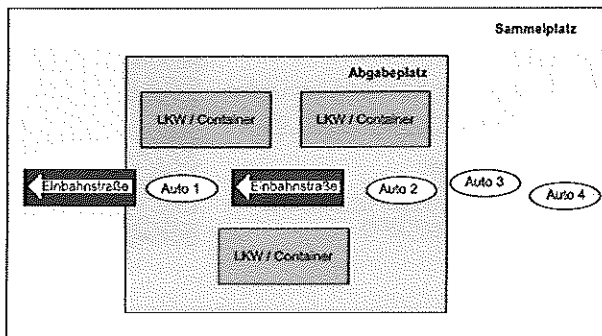 Sammelplatz
Abgabeplatz
LKW / Container
LKW / Container
Einbahnstraße
Auto 1
Einbahnstraße
Auto 2
Auto 3
Auto 4
LKW / Container